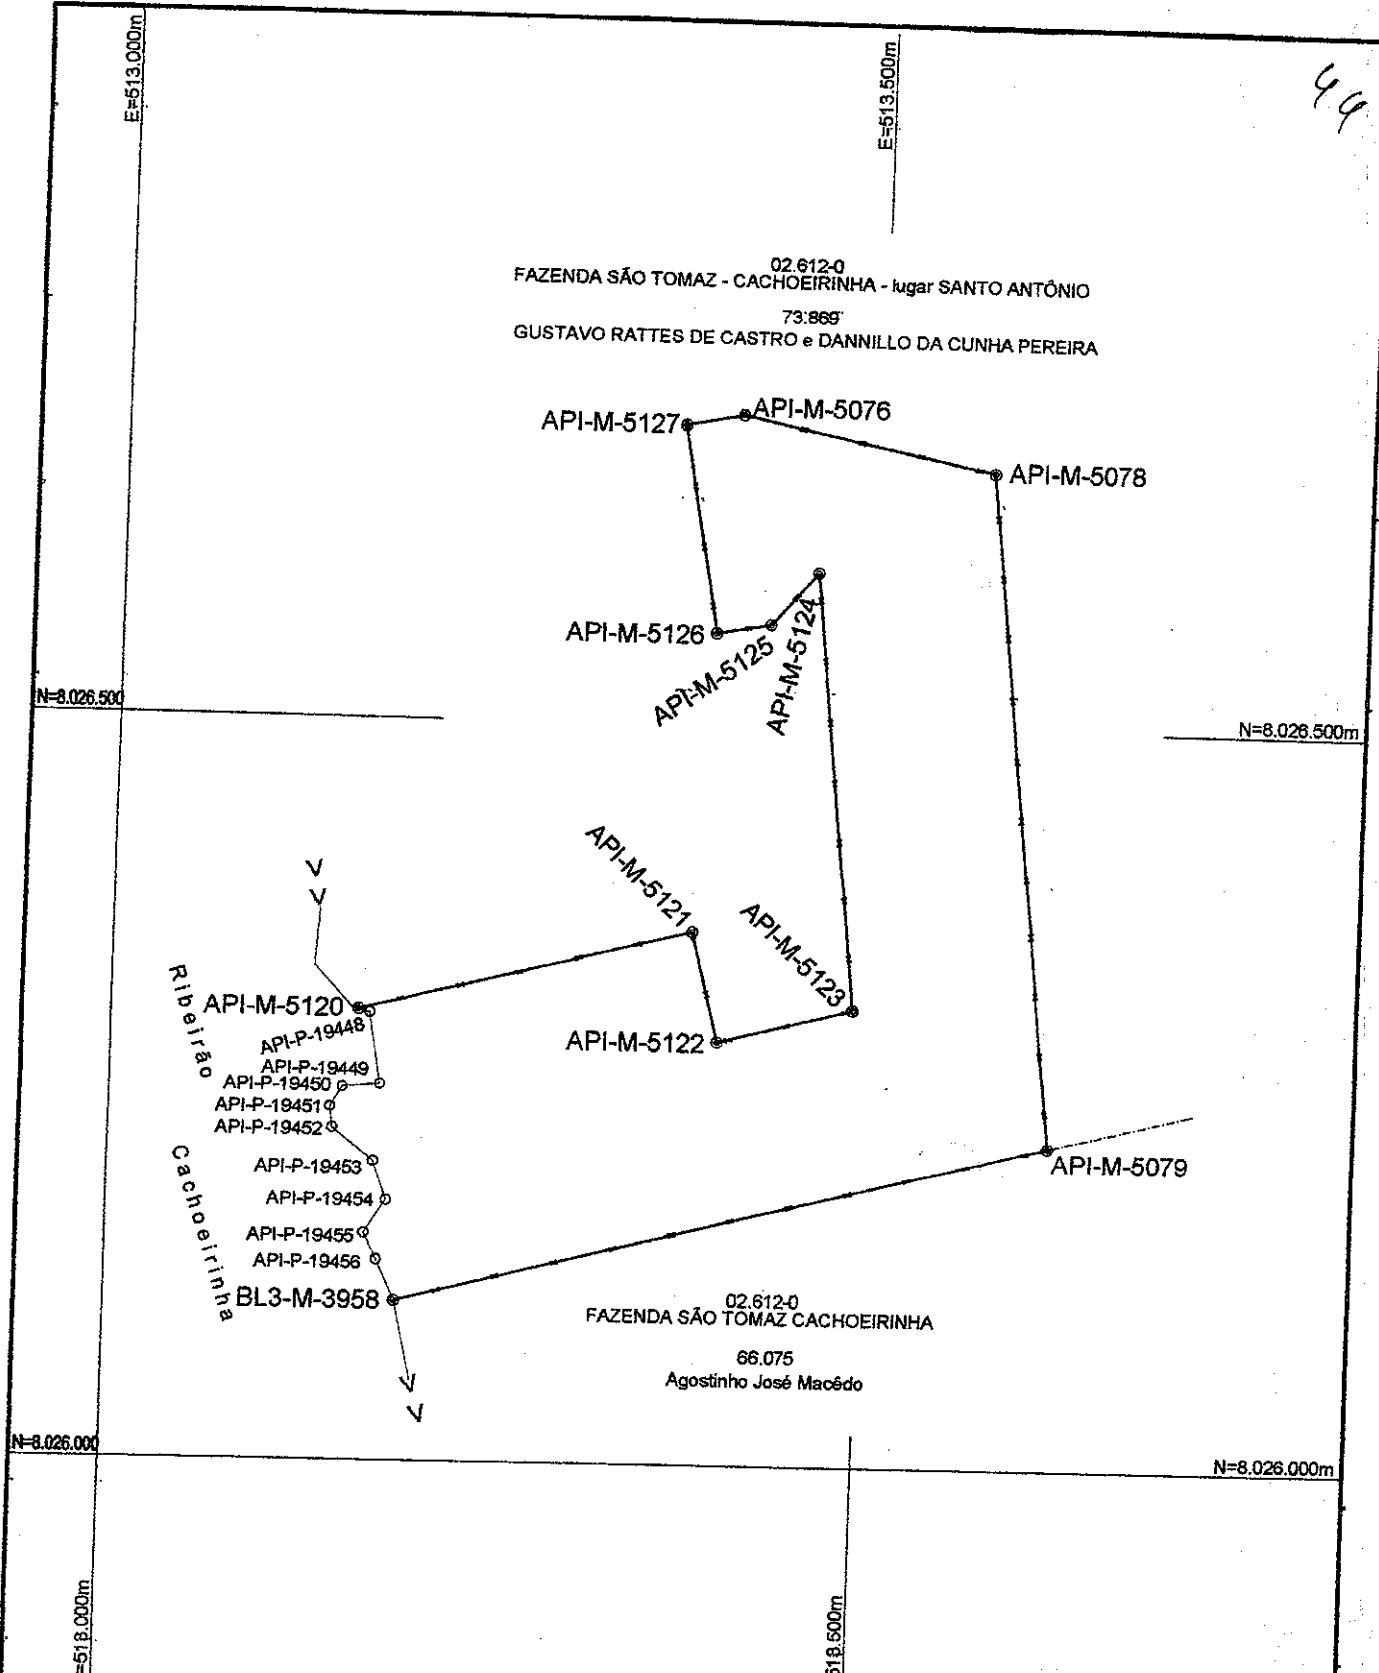 E=513.000m
E=513.500m
44
02.612-0
FAZENDA SÃO TOMAZ - CACHOEIRINHA - lugar SANTO ANTÔNIO
73.869
GUSTAVO RATTES DE CASTRO e DANNILLO DA CUNHA PEREIRA
API-M-5127
API-M-5076
API-M-5078
API-M-5126
API-M-5125
API-M-5124
N=8.026.500
N=8.026.500m
API-M-5121
API-M-5123
Ribeirão
API-M-5120
API-P-19448
API-M-5122
API-P-19449
API-P-19450
API-P-19451
API-P-19452
Cachoeirinha
API-P-19453
API-M-5079
API-P-19454
API-P-19455
API-P-19456
BL3-M-3958
02.612-0
FAZENDA SÃO TOMAZ CACHOEIRINHA
66.075
Agostinho José Macêdo
N=8.026.000
N=8.026.000m
=513.000m
513.500m